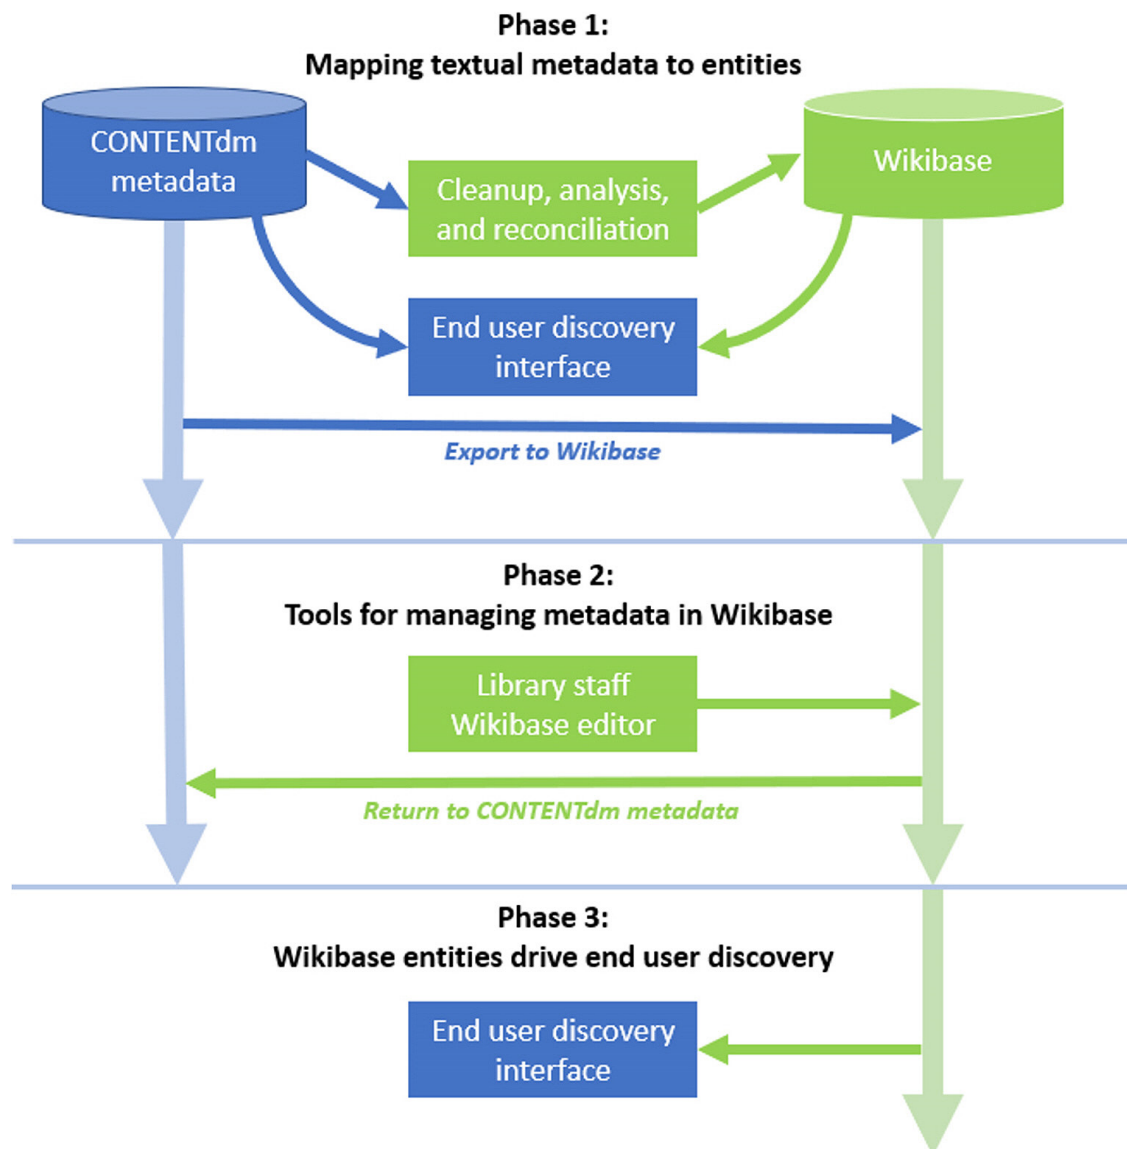 Phase 1:
Mapping textual metadata to entities
CONTENTdm
metadata
Cleanup, analysis,
and reconciliation
Wikibase
End user discovery
interface
Export to Wikibase
Phase 2:
Tools for managing metadata in Wikibase
Library staff
Wikibase editor
Return to CONTENTdm metadata
Phase 3:
Wikibase entities drive end user discovery
End user discovery
interface